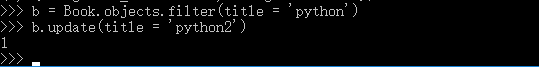 >>> b = Book.objects.filter(title = 'python')
>>> b.update(title = 'python2')
1
>>>